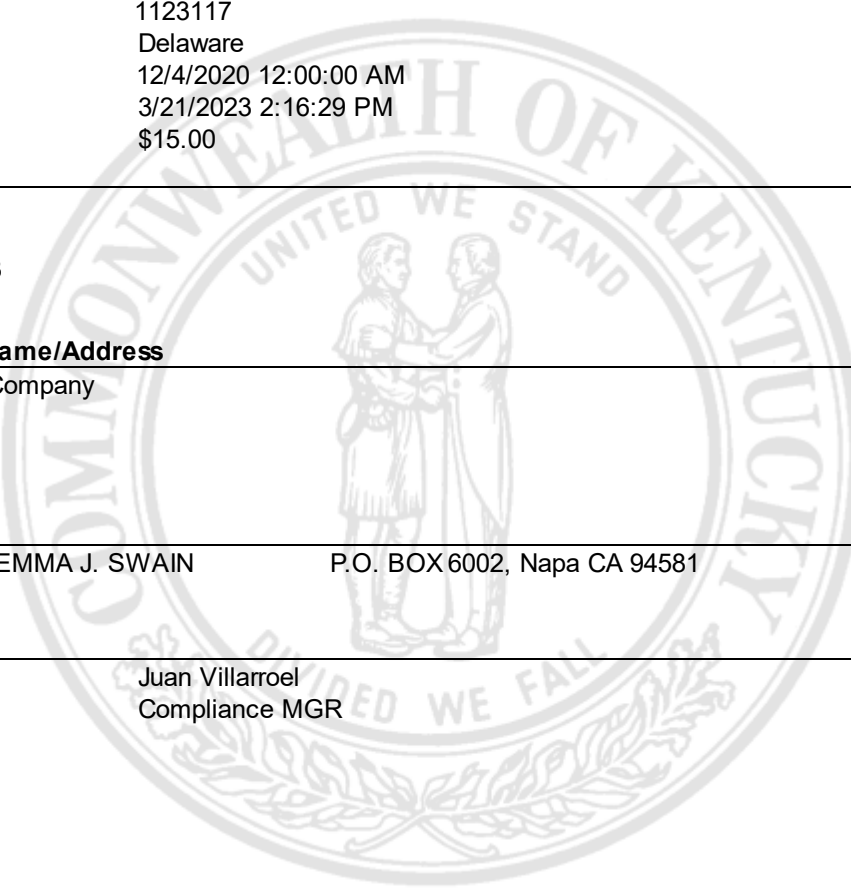 1123117
Delaware
12/4/2020 12:00:00 AM
3/21/2023 2:16:29 PM
$15.00
COMMONWEALTH OF KENTUCKY
UNITED WE STAND
ame/Address
Company
EMMA J. SWAIN P.O. BOX 6002, Napa CA 94581
Juan Villarroel
Compliance MGR
DIVIDED WE FALL